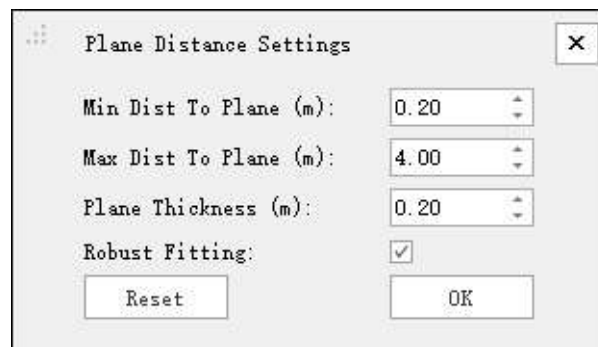 Plane Distance Settings
Min Dist To Plane (m): 0.20
Max Dist To Plane (m): 4.00
Plane Thickness (m): 0.20
Robust Fitting:
Reset OK